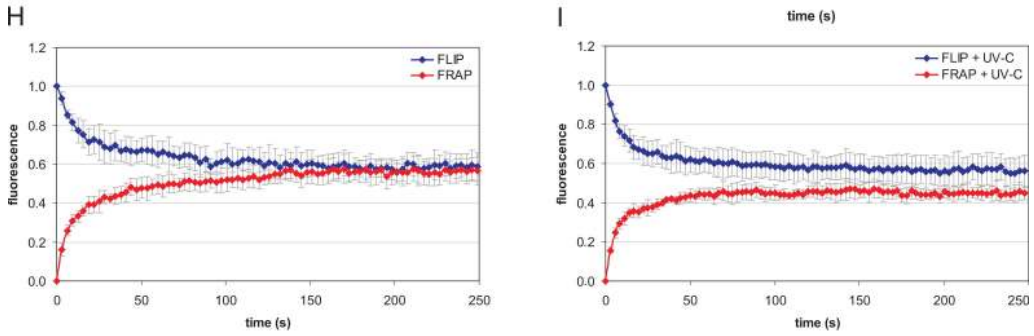 H
1.2
1.0
0.8
0.6
0.4
0.2
0.0
fluorescence
FLIP
FRAP
0 50 100 150 200 250
time (s)
I
time (s)
1.2
1.0
0.8
0.6
0.4
0.2
0.0
fluorescence
FLIP + UV-C
FRAP + UV-C
0 50 100 150 200 250
time (s)